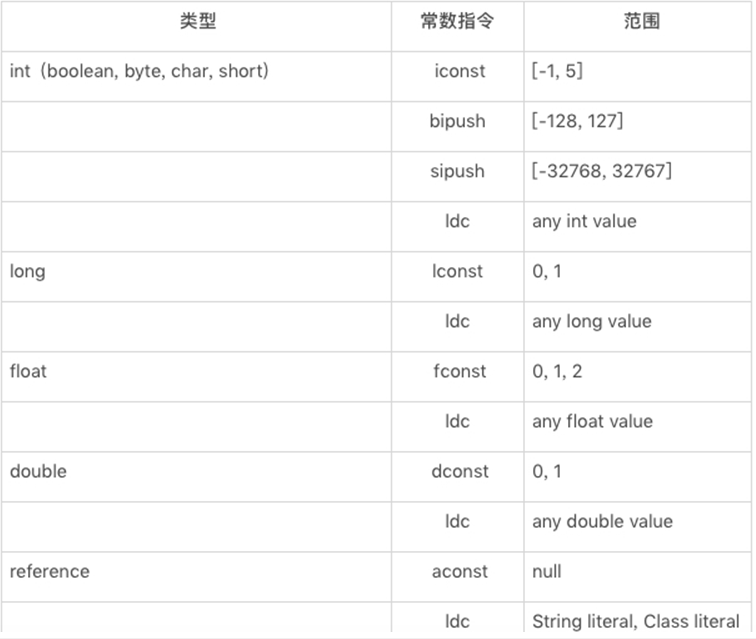 类型 常数指令 范围
int（boolean, byte, char, short） iconst [-1, 5]
bipush [-128, 127]
sipush [-32768, 32767]
ldc any int value
long lconst 0, 1
ldc any long value
float fconst 0, 1, 2
ldc any float value
double dconst 0, 1
ldc any double value
reference aconst null
ldc String literal, Class literal